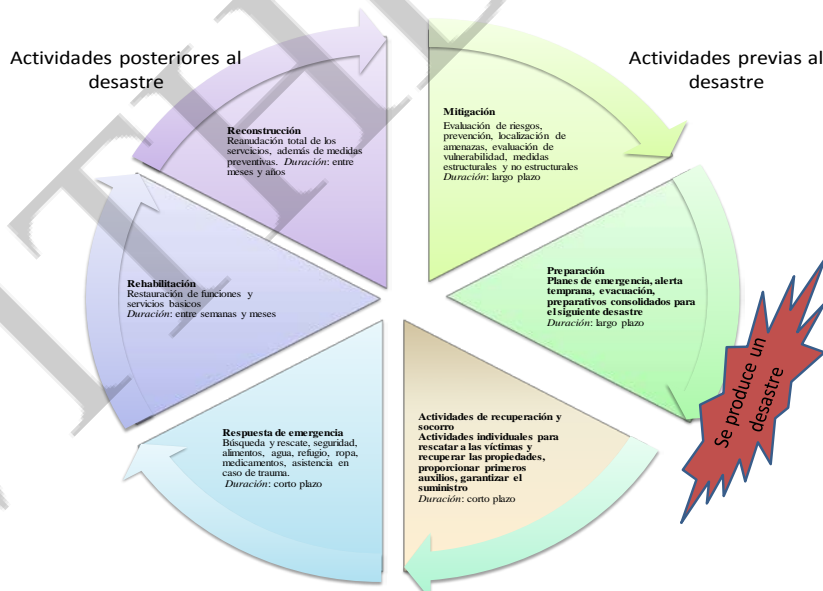 Actividades posteriores al
desastre
Actividades previas al
desastre
Mitigación
Evaluación de riesgos,
prevención, localización de
amenazas, evaluación de
vulnerabilidad, medidas
estructurales y no estructurales
Duración: largo plazo
Preparación
Planes de emergencia, alerta
temprana, evacuación,
preparativos consolidados para
el siguiente desastre
Duración: largo plazo
Se produce un
desastre
Actividades de recuperación y
socorro
Actividades individuales para
rescatar a las víctimas y
recuperar las propiedades,
proporcionar primeros
auxilios, garantizar el
suministro
Duración: corto plazo
Respuesta de emergencia
Búsqueda y rescate, seguridad,
alimentos, agua, refugio, ropa,
medicamentos, asistencia en
caso de trauma.
Duración: corto plazo
Rehabilitación
Restauración de funciones y
servicios basicos
Duración: entre semanas y meses
Reconstrucción
Reanudación total de los
servcicios, además de medidas
preventivas. Duración: entre
meses y años